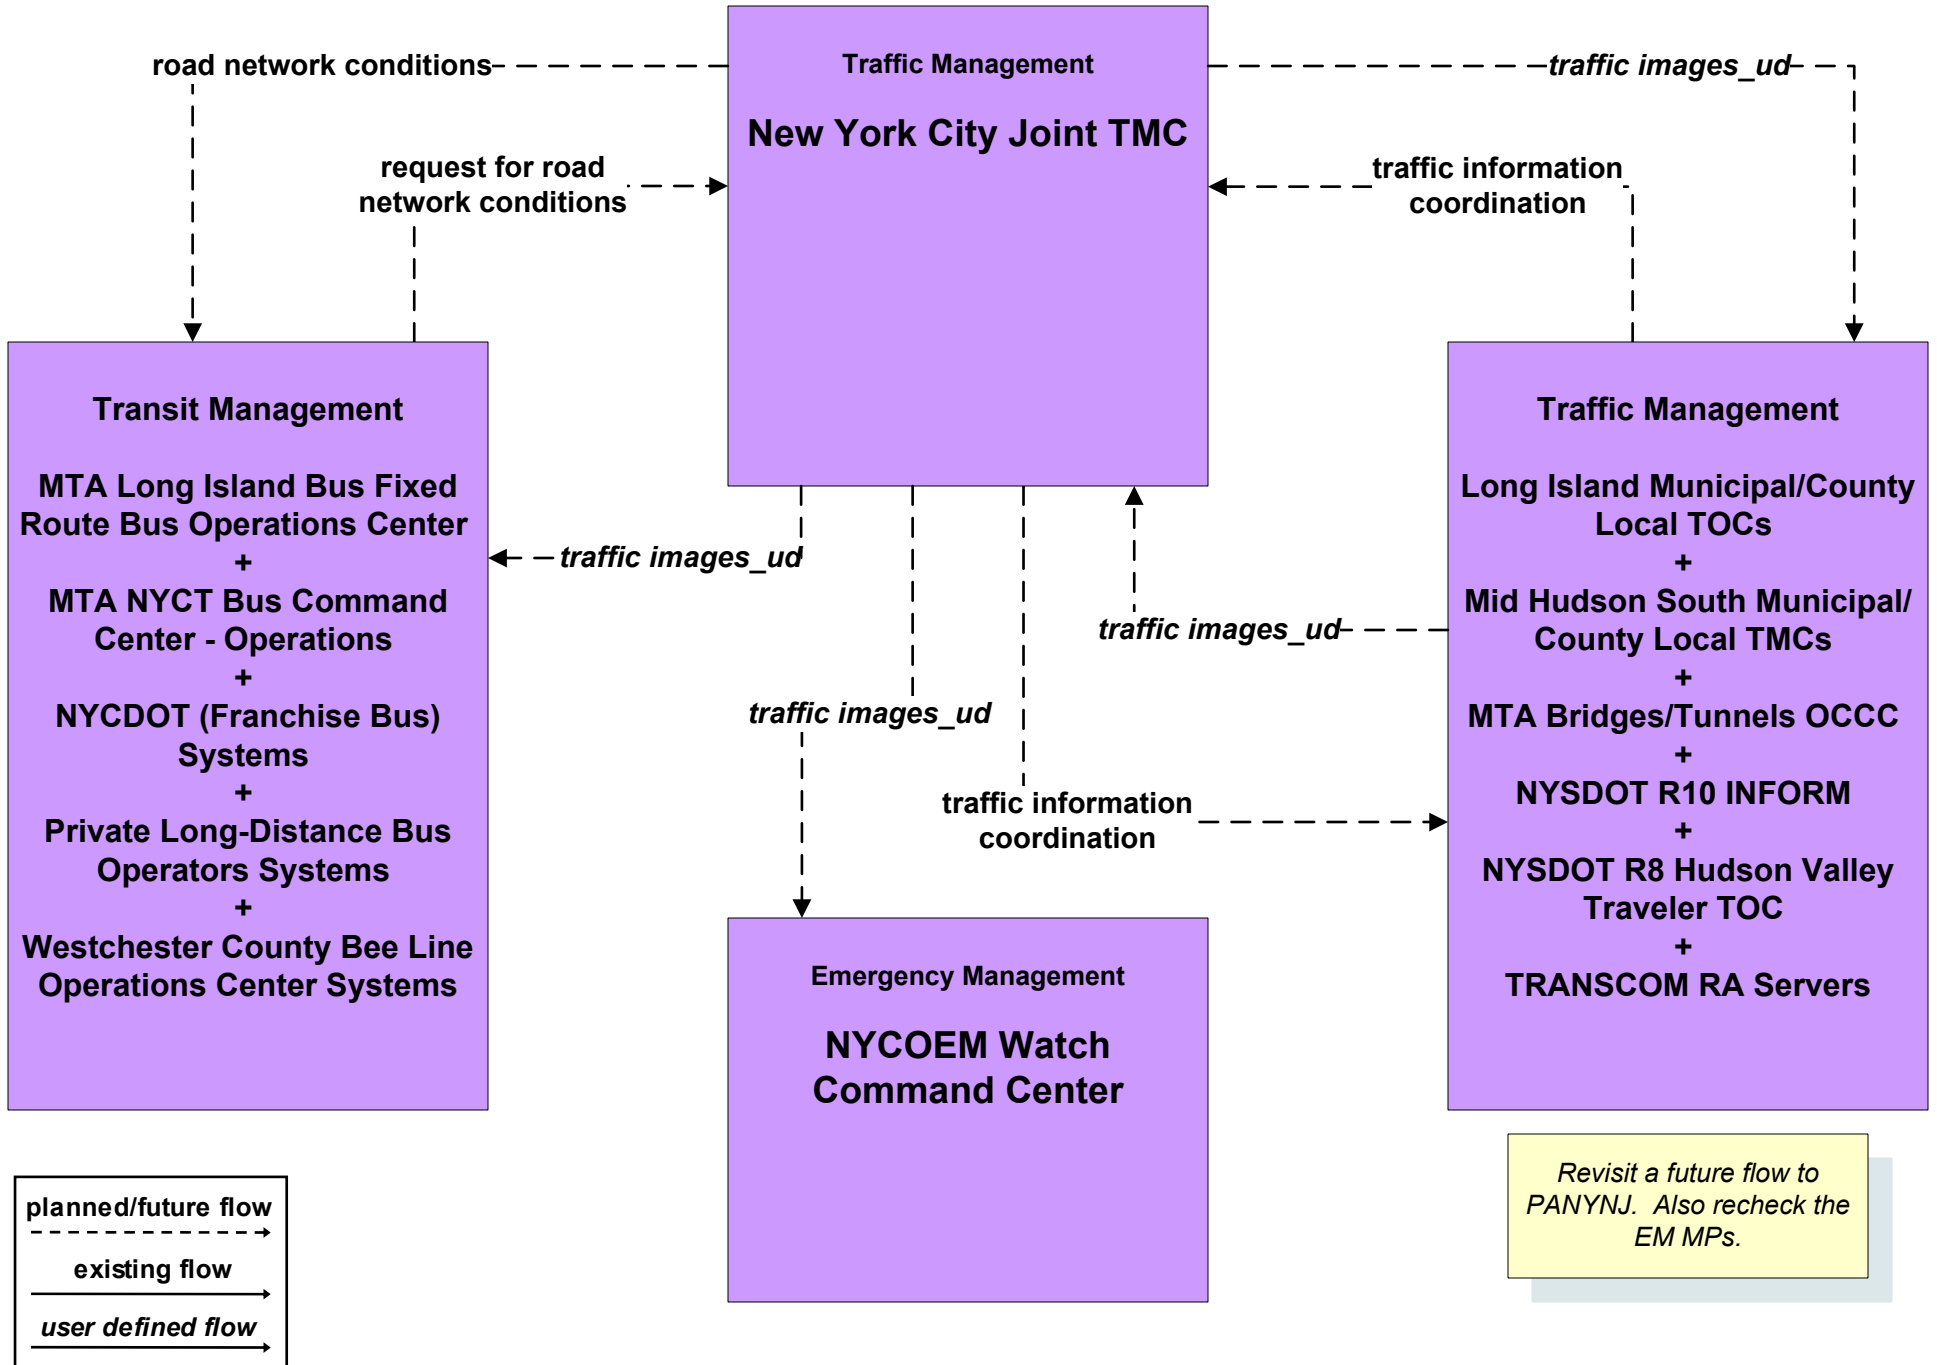 road network conditions
Traffic Management
traffic images_ud
New York City Joint TMC
request for road
network conditions
traffic information
coordination
Transit Management
MTA Long Island Bus Fixed
Route Bus Operations Center
+
MTA NYCT Bus Command
Center - Operations
+
NYCDOT (Franchise Bus)
Systems
+
Private Long-Distance Bus
Operators Systems
+
Westchester County Bee Line
Operations Center Systems
traffic images_ud
traffic images_ud
traffic images_ud
traffic information
coordination
Traffic Management
Long Island Municipal/County
Local TOCs
+
Mid Hudson South Municipal/
County Local TMCs
+
MTA Bridges/Tunnels OCCC
+
NYSDOT R10 INFORM
+
NYSDOT R8 Hudson Valley
Traveler TOC
+
TRANSCOM RA Servers
Emergency Management
NYCOEM Watch
Command Center
Revisit a future flow to
PANYNJ.  Also recheck the
EM MPs.
planned/future flow
existing flow
user defined flow